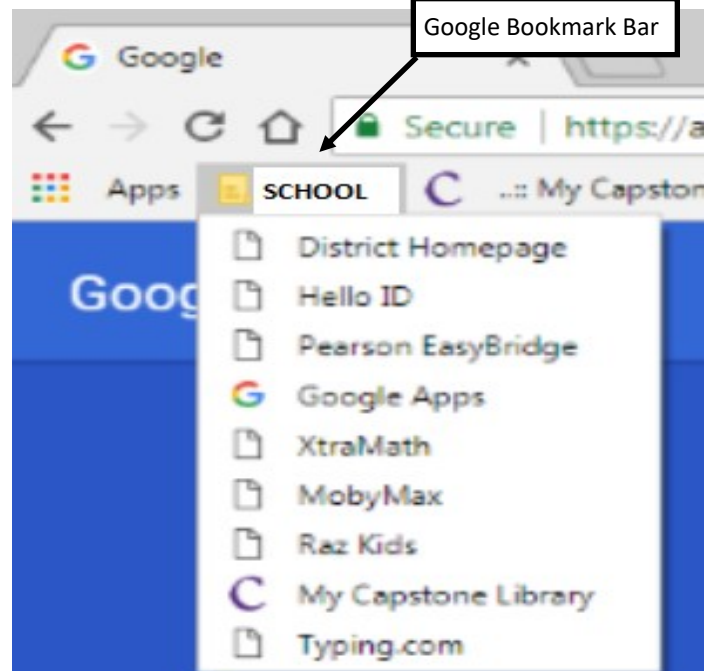 Google Bookmark Bar
Google
Secure | https://a
Apps SCHOOL ..:: My Capston
Goog
District Homepage
Hello ID
Pearson EasyBridge
Google Apps
XtraMath
MobyMax
Raz Kids
My Capstone Library
Typing.com